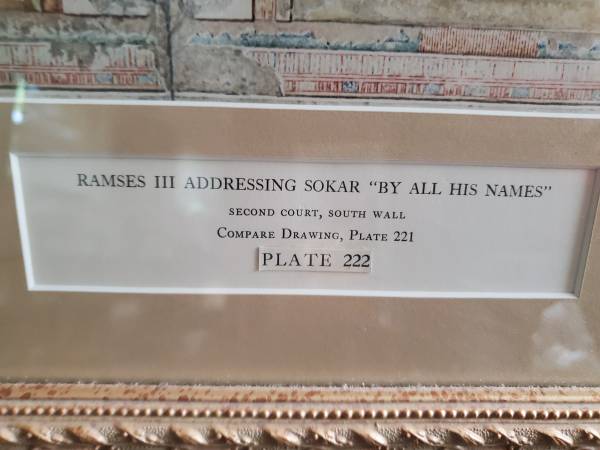 RAMSES III ADDRESSING SOKAR "BY ALL HIS NAMES"
SECOND COURT, SOUTH WALL
COMPARE DRAWING, PLATE 221
PLATE 222